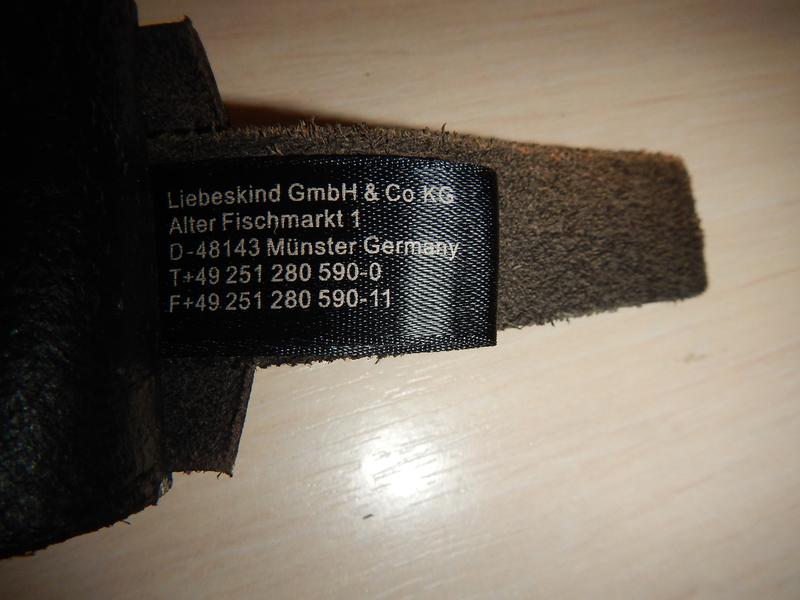 Liebeskind GmbH & Co KG
Alter Fischmarkt 1
D-48143 Münster Germany
T+49 251 280 590-0
F+49 251 280 590-11